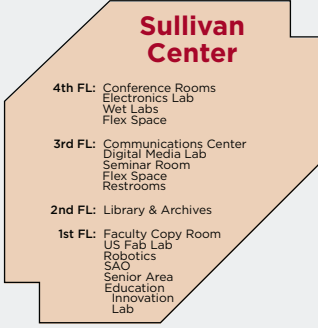 Sullivan
Center
4th FL: Conference Rooms
Electronics Lab
Wet Labs
Flex Space
3rd FL: Communications Center
Digital Media Lab
Seminar Room
Flex Space
Restrooms
2nd FL: Library & Archives
1st FL: Faculty Copy Room
US Fab Lab
Robotics
SAO
Senior Area
Education
Innovation
Lab